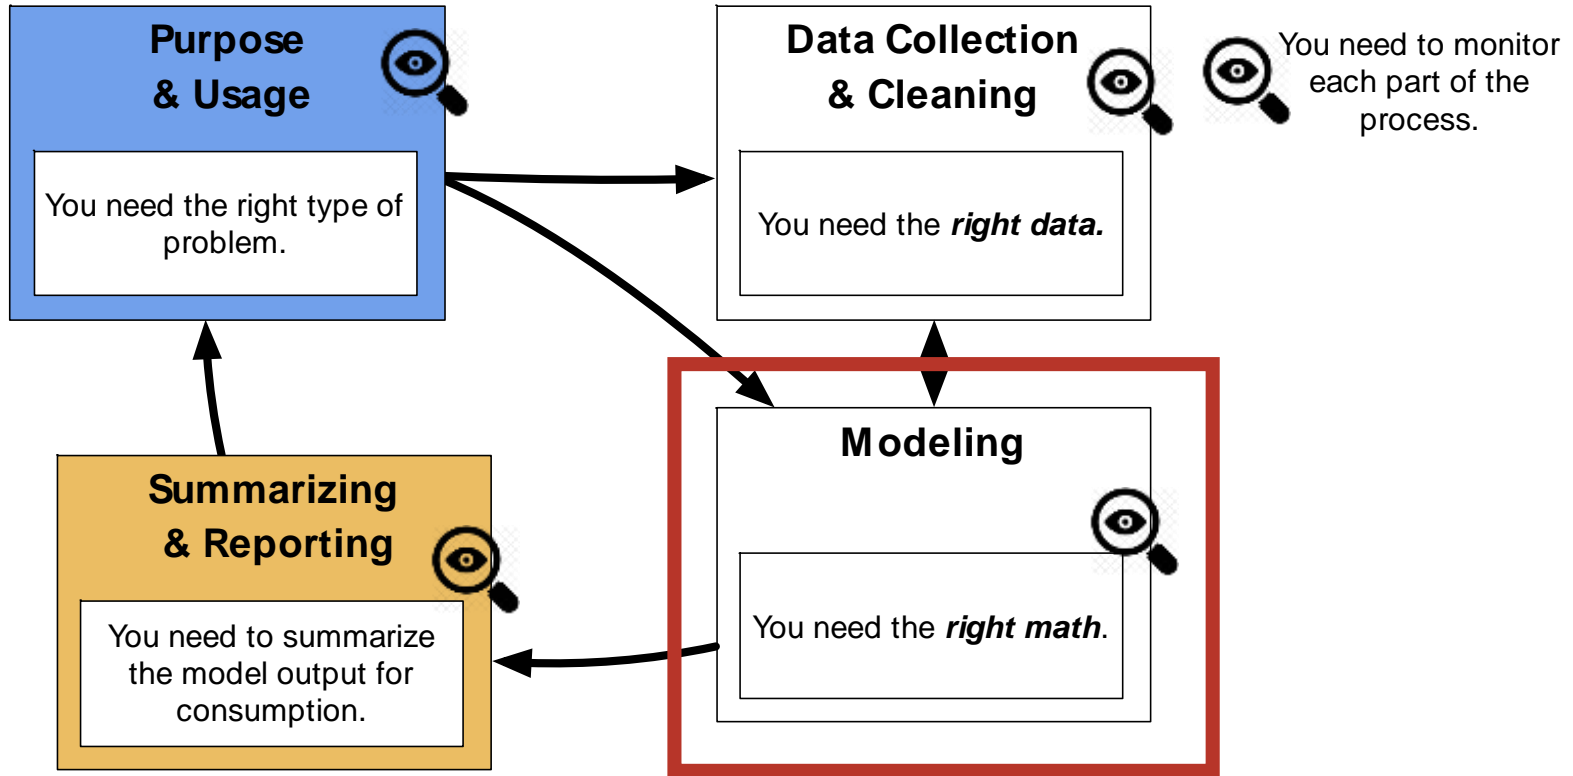 Purpose
& Usage
You need the right type of
problem.
Data Collection
& Cleaning
You need the right data.
You need to monitor
each part of the
process.
Summarizing
& Reporting
You need to summarize
the model output for
consumption.
Modeling
You need the right math.